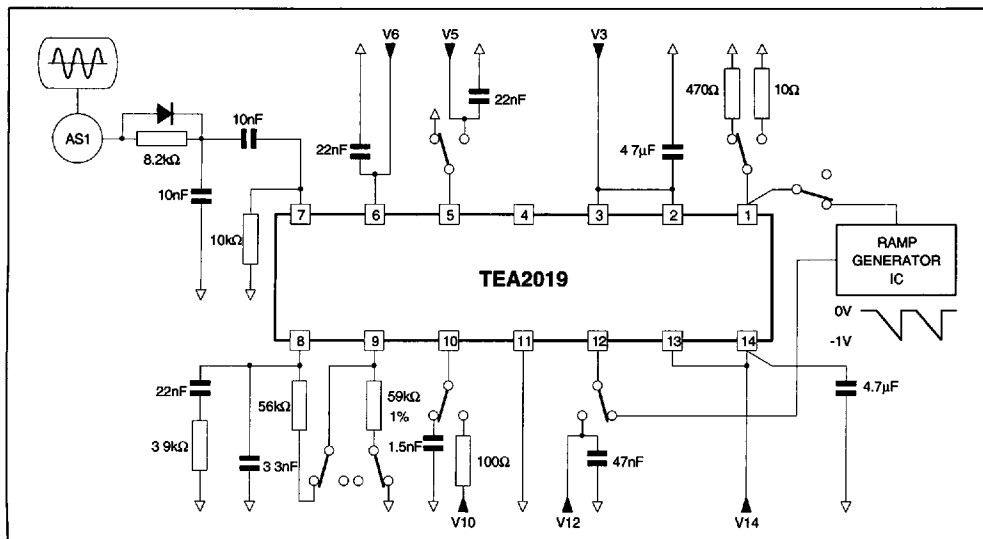 V6
V5
V3
AS1
10nF
8.2kΩ
10nF
10kΩ
22nF
22nF
4 7μF
470Ω
10Ω
7
6
5
4
3
2
1
TEA2019
RAMP
GENERATOR
IC
0V
-1V
8
9
10
11
12
13
14
22nF
3 9kΩ
3 3nF
56kΩ
59kΩ
1%
1.5nF
100Ω
47nF
4.7μF
V10
V12
V14